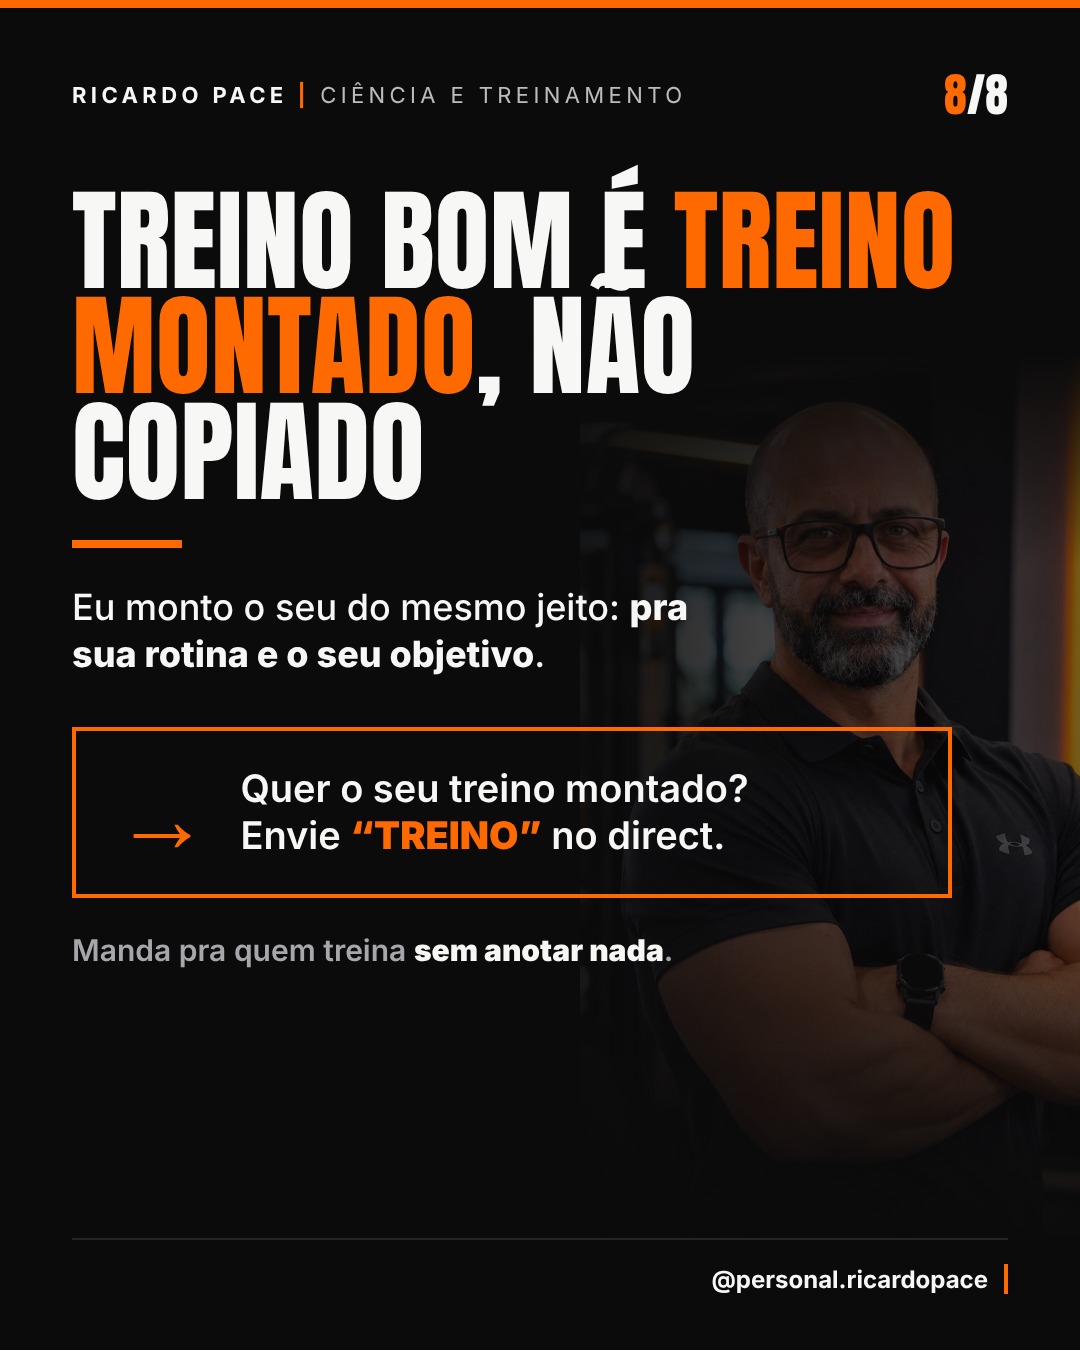 RICARDO PACE | CIÊNCIA E TREINAMENTO
8/8
TREINO BOM É TREINO
MONTADO, NÃO
COPIADO
Eu monto o seu do mesmo jeito: pra
sua rotina e o seu objetivo.
→ Quer o seu treino montado?
Envie “TREINO” no direct.
Manda pra quem treina sem anotar nada.
@personal.ricardopace